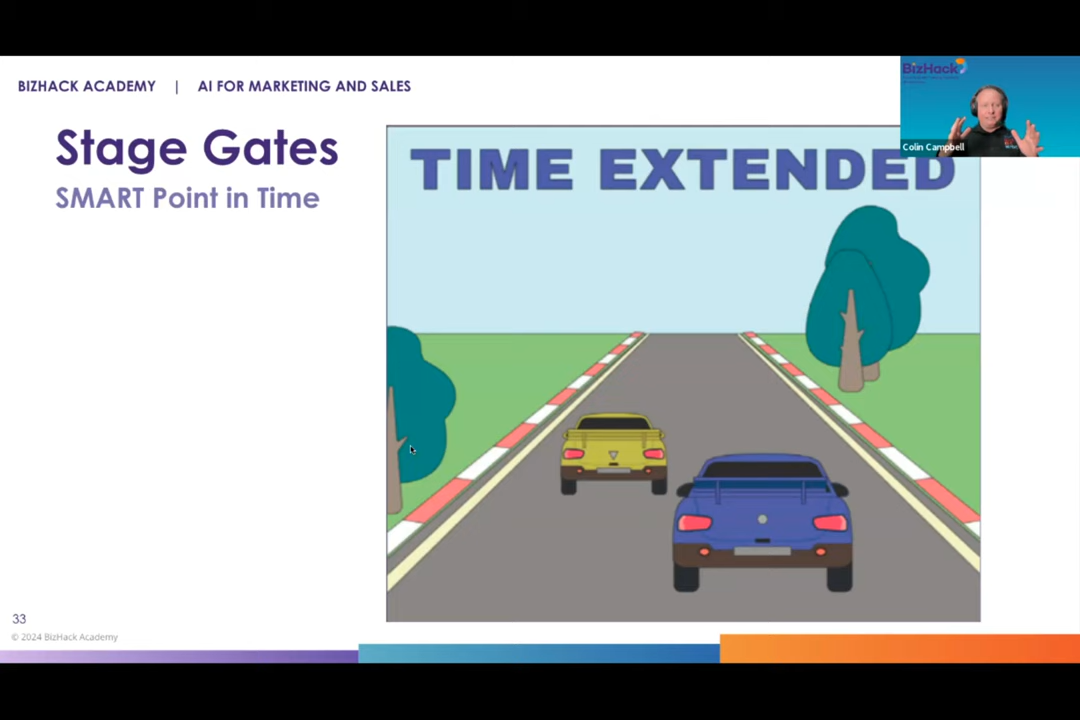 BIZHACK ACADEMY | AI FOR MARKETING AND SALES
BizHack
Colin Campbell
Stage Gates
SMART Point in Time
TIME EXTENDED
33
© 2024 BizHack Academy